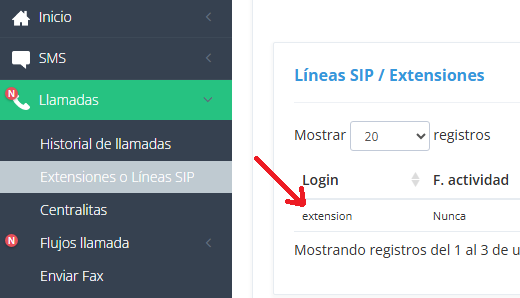 Inicio
SMS
N
Llamadas
Historial de llamadas
Extensiones o Líneas SIP
Centralitas
N
Flujos llamada
Enviar Fax
Líneas SIP / Extensiones
Mostrar 20 registros
Login F. actividad
extension Nunca
Mostrando registros del 1 al 3 de u